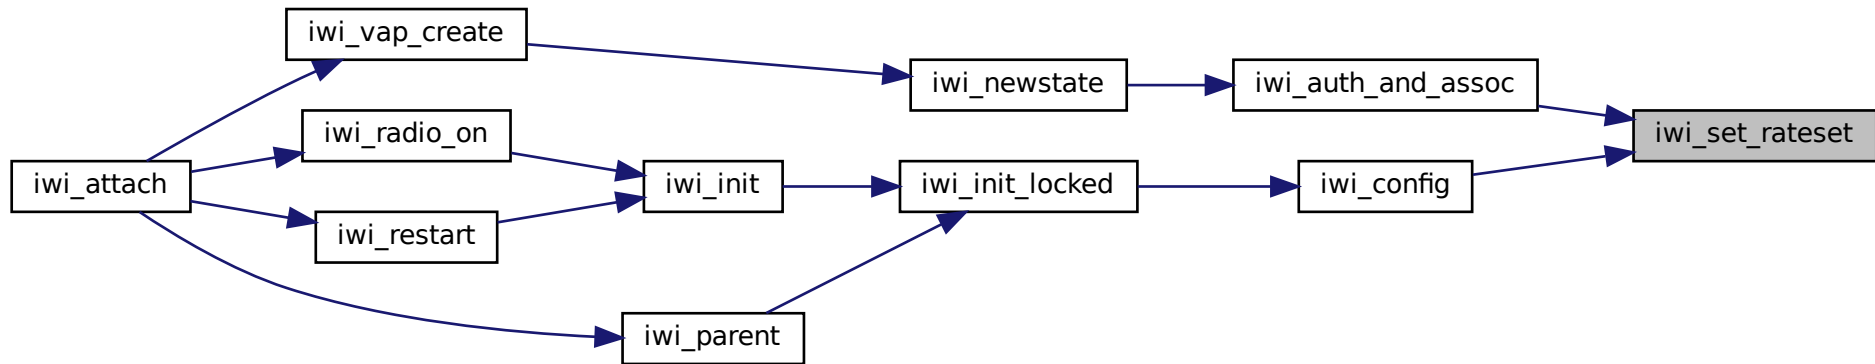 iwi_vap_create
iwi_newstate
iwi_auth_and_assoc
iwi_radio_on
iwi_set_rateset
iwi_attach
iwi_init
iwi_init_locked
iwi_config
iwi_restart
iwi_parent